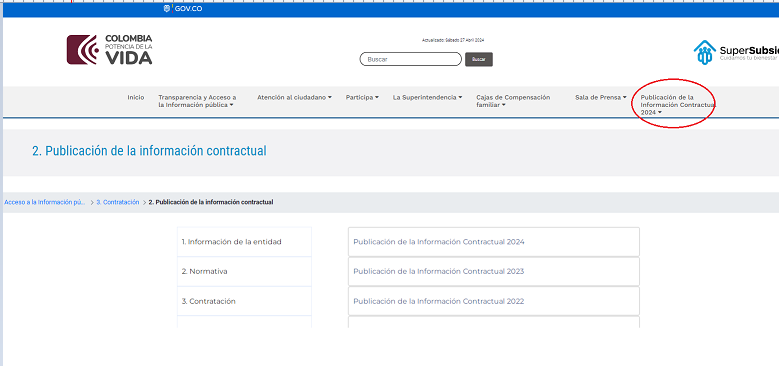 GOV.CO
COLOMBIA
POTENCIA DE LA
VIDA
Actualizado: Sábado 27 Abril 2024
Buscar
Buscar
SuperSubsid
Cuidamos tu bienestar
Inicio
Transparencia y Acceso a
la Información pública
Atención al ciudadano
Participa
La Superintendencia
Cajas de Compensación
familiar
Sala de Prensa
Publicación de la
Información Contractual
2024
2. Publicación de la información contractual
Acceso a la Información pú... > 3. Contratación > 2. Publicación de la información contractual
1. Información de la entidad
2. Normativa
3. Contratación
Publicación de la Información Contractual 2024
Publicación de la Información Contractual 2023
Publicación de la Información Contractual 2022